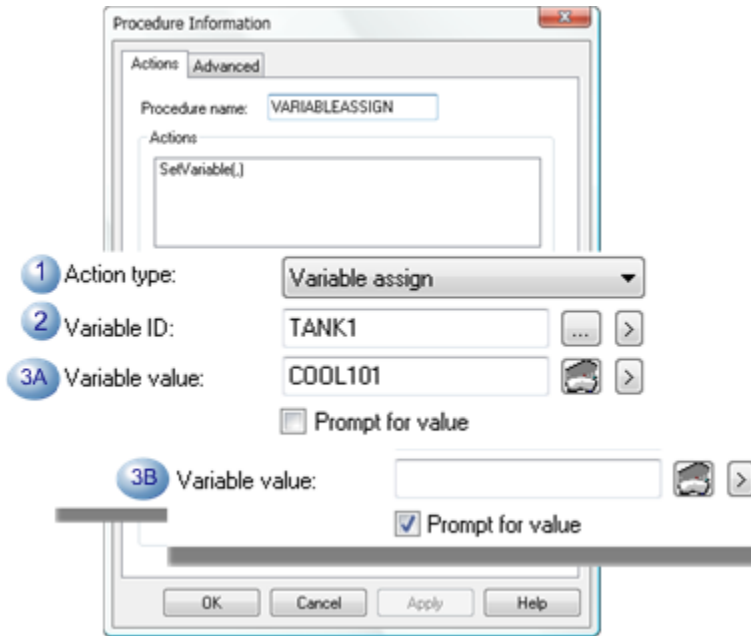 Procedure Information
Actions Advanced
Procedure name: VARIABLEASSIGN
Actions
SetVariable(,)
1 Action type: Variable assign
2 Variable ID: TANK1 ... >
3A Variable value: COOL101 >
Prompt for value
3B Variable value: >
Prompt for value
OK Cancel Apply Help